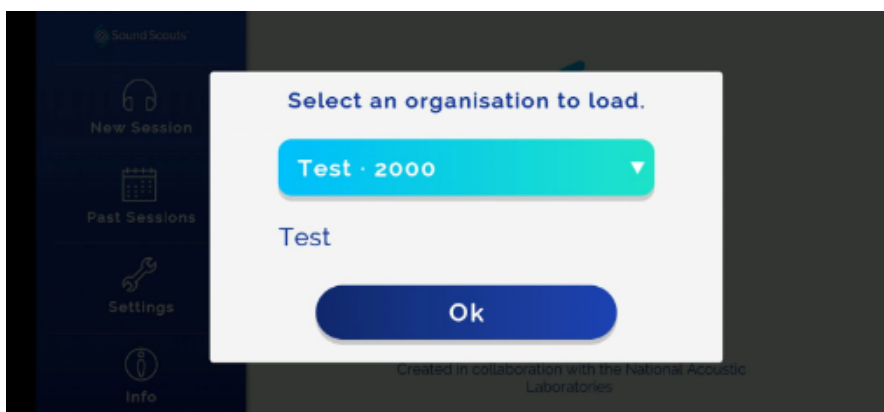 Sound Scouts
New Session
Past Sessions
Settings
Info
Select an organisation to load.
Test · 2000
Test
Ok
Created in collaboration with the National Acoustic
Laboratories